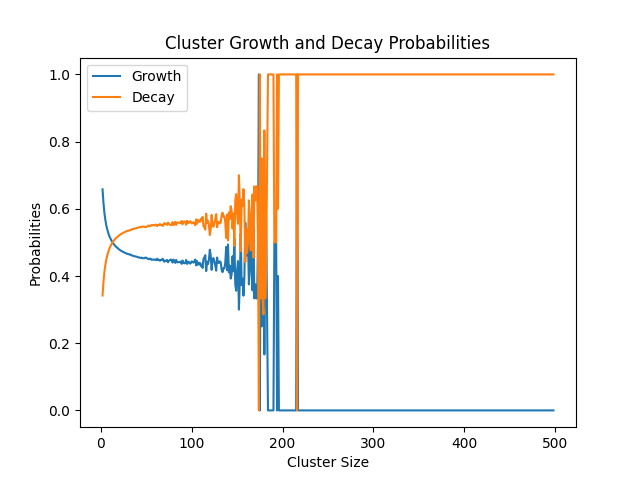 Cluster Growth and Decay Probabilities
Growth
Decay
1.0
0.8
0.6
0.4
0.2
0.0
Probabilities
0
100
200
300
400
500
Cluster Size